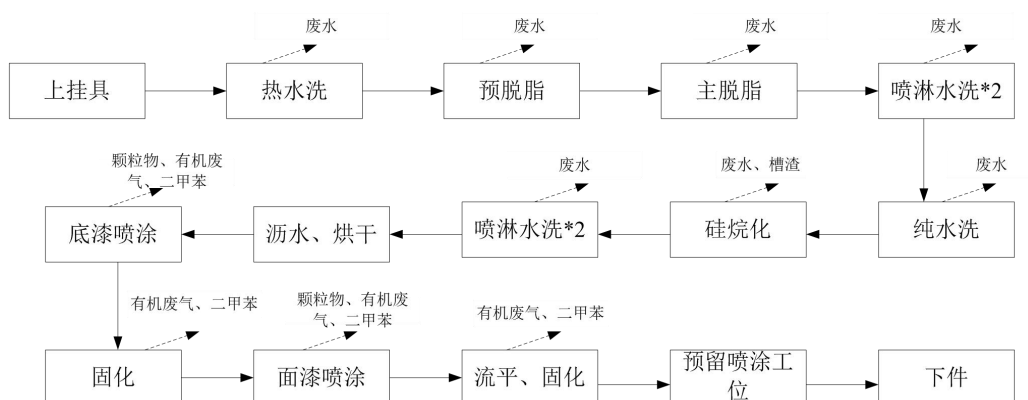 废水
废水
废水
废水
上挂具
热水洗
预脱脂
主脱脂
喷淋水洗*2
颗粒物、有机废
气、二甲苯
废水
废水、槽渣
废水
底漆喷涂
沥水、烘干
喷淋水洗*2
硅烷化
纯水洗
有机废气、二甲苯
颗粒物、有机废
气、二甲苯
有机废气、二甲苯
固化
面漆喷涂
流平、固化
预留喷涂工
位
下件